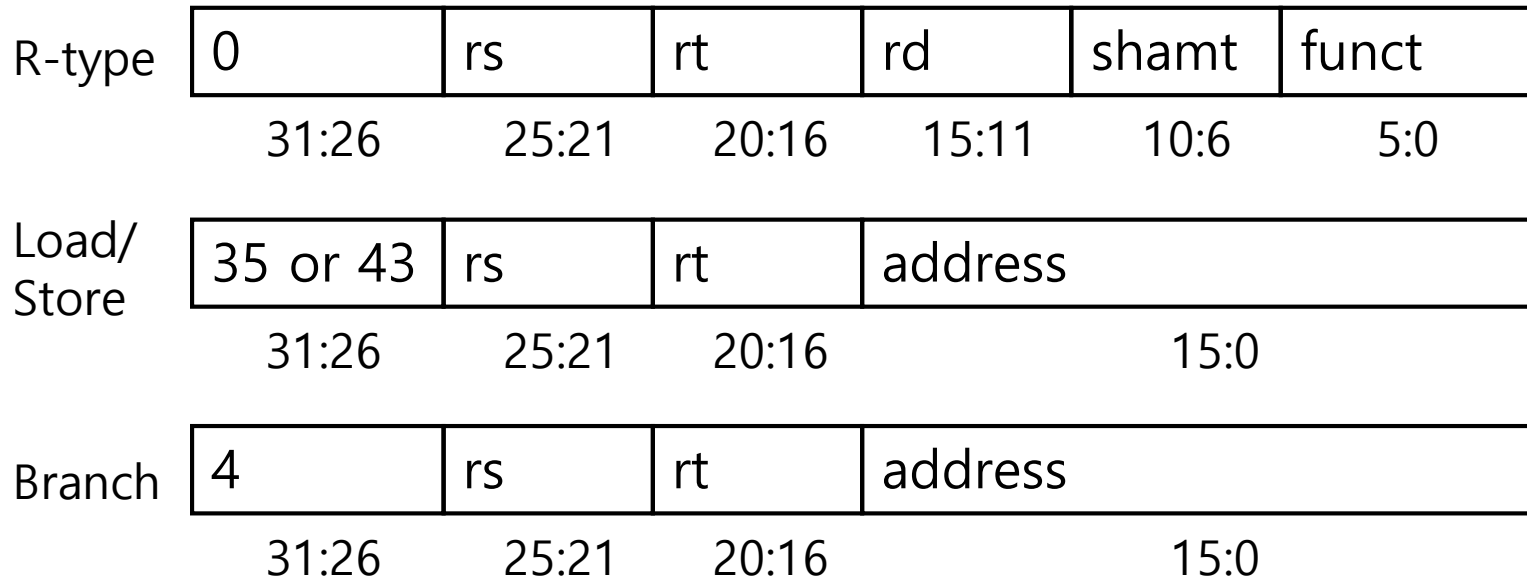 R-type 0 rs rt rd shamt funct
31:26 25:21 20:16 15:11 10:6 5:0
Load/
Store 35 or 43 rs rt address
31:26 25:21 20:16 15:0
Branch 4 rs rt address
31:26 25:21 20:16 15:0